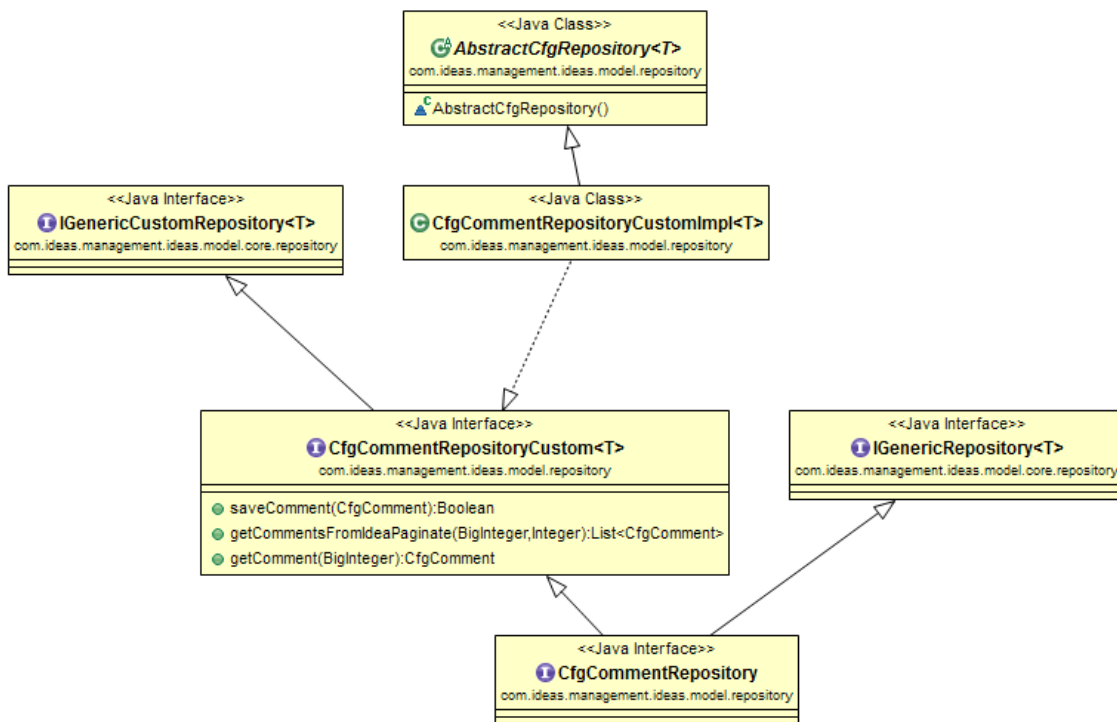 <<Java Class>>
AbstractCfgRepository<T>
com.ideas.management.ideas.model.repository
AbstractCfgRepository()
<<Java Interface>>
IGenericCustomRepository<T>
com.ideas.management.ideas.model.core.repository
<<Java Class>>
CfgCommentRepositoryCustomImpl<T>
com.ideas.management.ideas.model.repository
<<Java Interface>>
CfgCommentRepositoryCustom<T>
com.ideas.management.ideas.model.repository
saveComment(CfgComment):Boolean
getCommentsFromIdeaPaginate(BigInteger,Integer):List<CfgComment>
getComment(BigInteger):CfgComment
<<Java Interface>>
IGenericRepository<T>
com.ideas.management.ideas.model.core.repository
<<Java Interface>>
CfgCommentRepository
com.ideas.management.ideas.model.repository